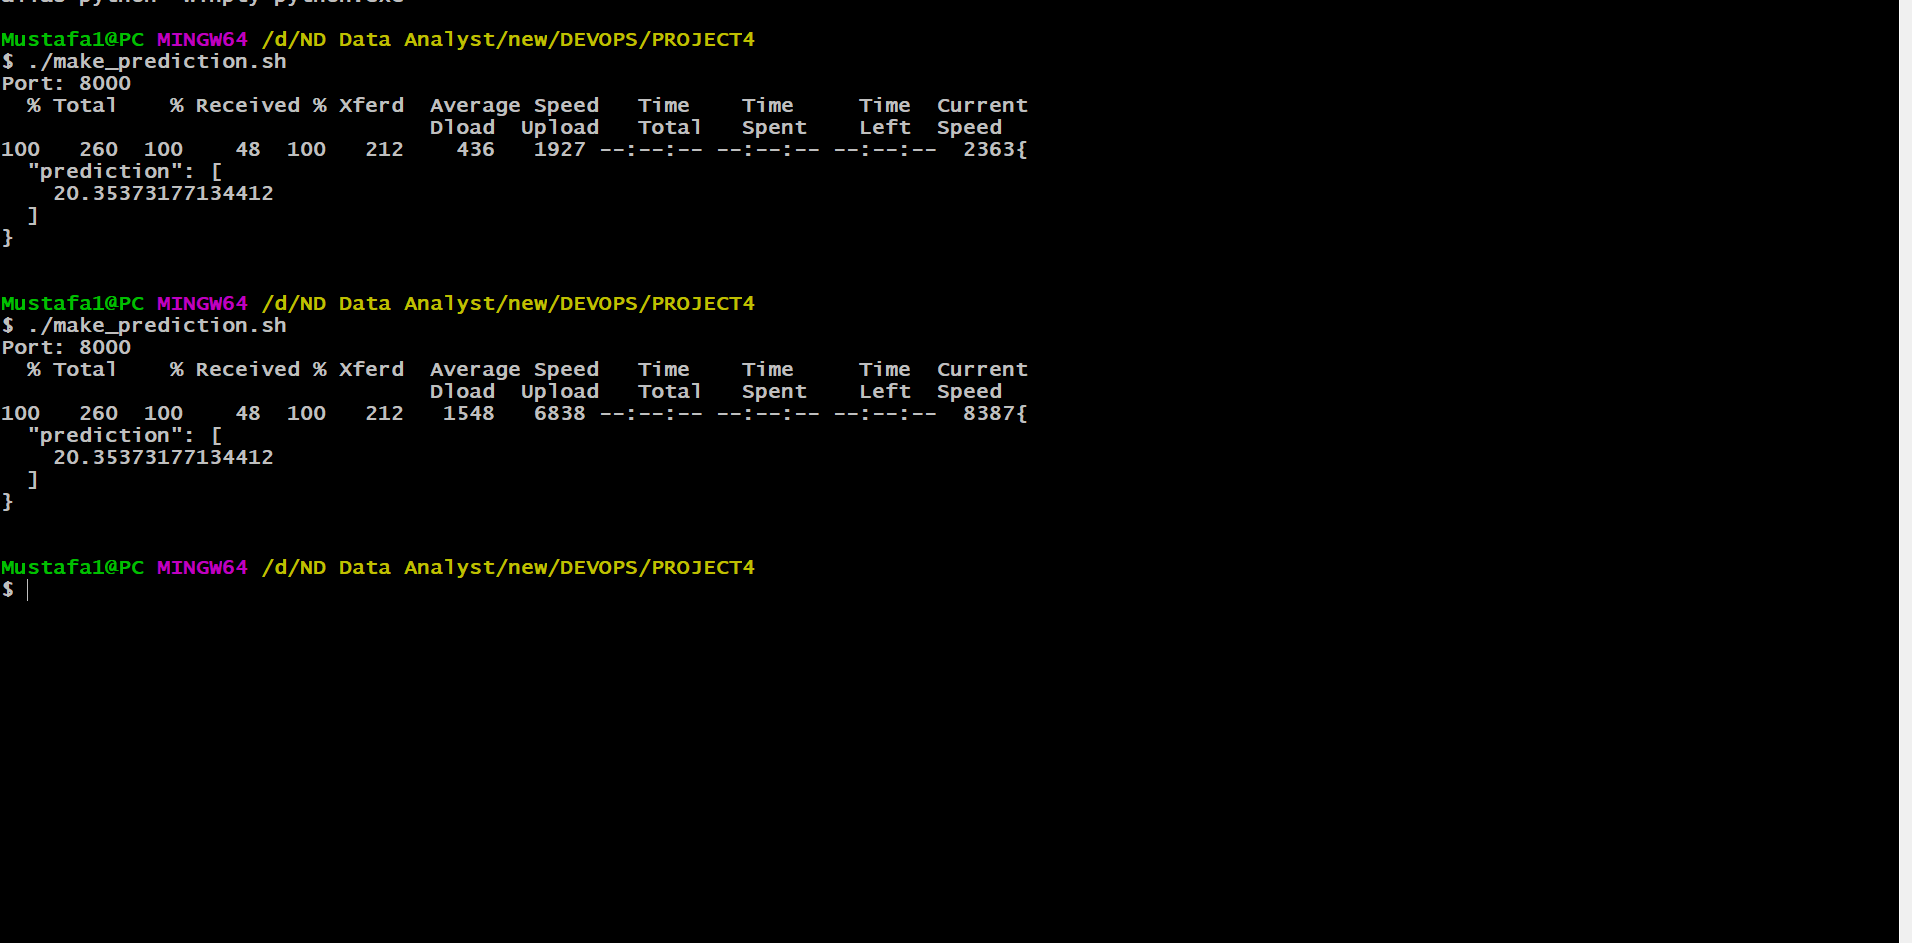 Mustafa1@PC MINGW64 /d/ND Data Analyst/new/DEVOPS/PROJECT4
$ ./make_prediction.sh
Port: 8000
  % Total    % Received % Xferd  Average Speed   Time    Time     Time  Current
                                 Dload  Upload   Total   Spent    Left  Speed
100   260  100    48  100   212    436   1927 --:--:-- --:--:-- --:--:--  2363{
  "prediction": [
    20.35373177134412
  ]
}
Mustafa1@PC MINGW64 /d/ND Data Analyst/new/DEVOPS/PROJECT4
$ ./make_prediction.sh
Port: 8000
  % Total    % Received % Xferd  Average Speed   Time    Time     Time  Current
                                 Dload  Upload   Total   Spent    Left  Speed
100   260  100    48  100   212   1548   6838 --:--:-- --:--:-- --:--:--  8387{
  "prediction": [
    20.35373177134412
  ]
}
Mustafa1@PC MINGW64 /d/ND Data Analyst/new/DEVOPS/PROJECT4
$